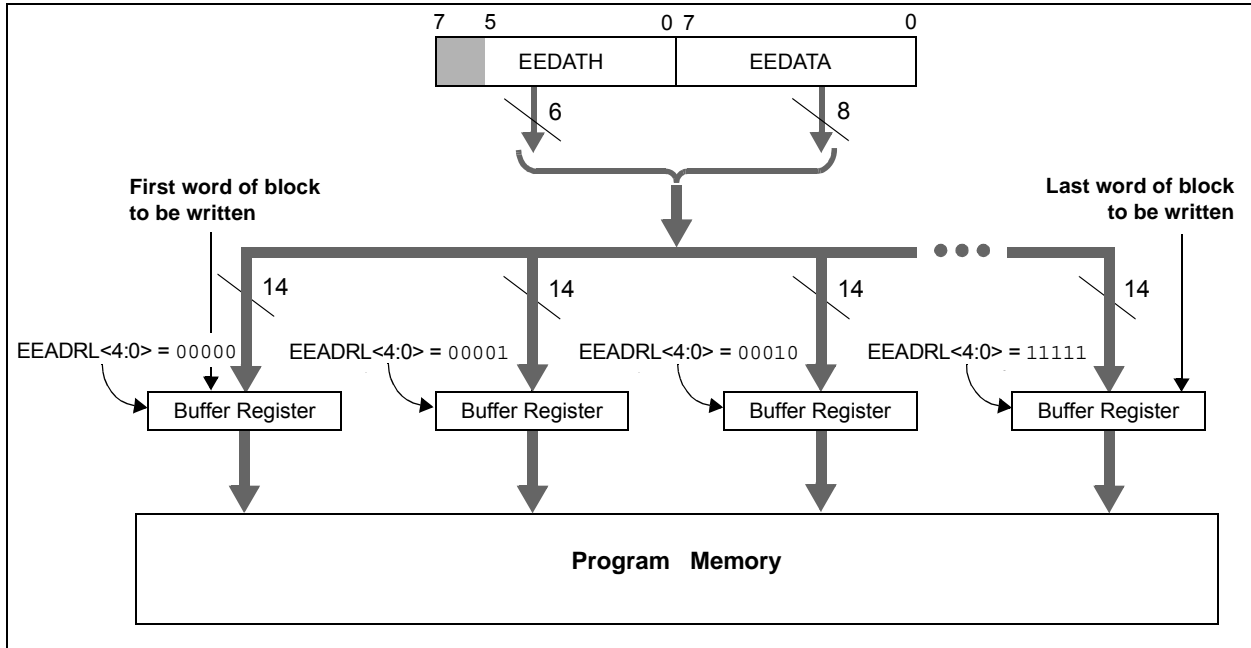 7 5 0 7 0
EEDATH EEDATA
6 8
First word of block
to be written
Last word of block
to be written
14 14 14 14
EEADRL<4:0> = 00000 EEADRL<4:0> = 00001 EEADRL<4:0> = 00010 EEADRL<4:0> = 11111
Buffer Register Buffer Register Buffer Register Buffer Register
Program Memory